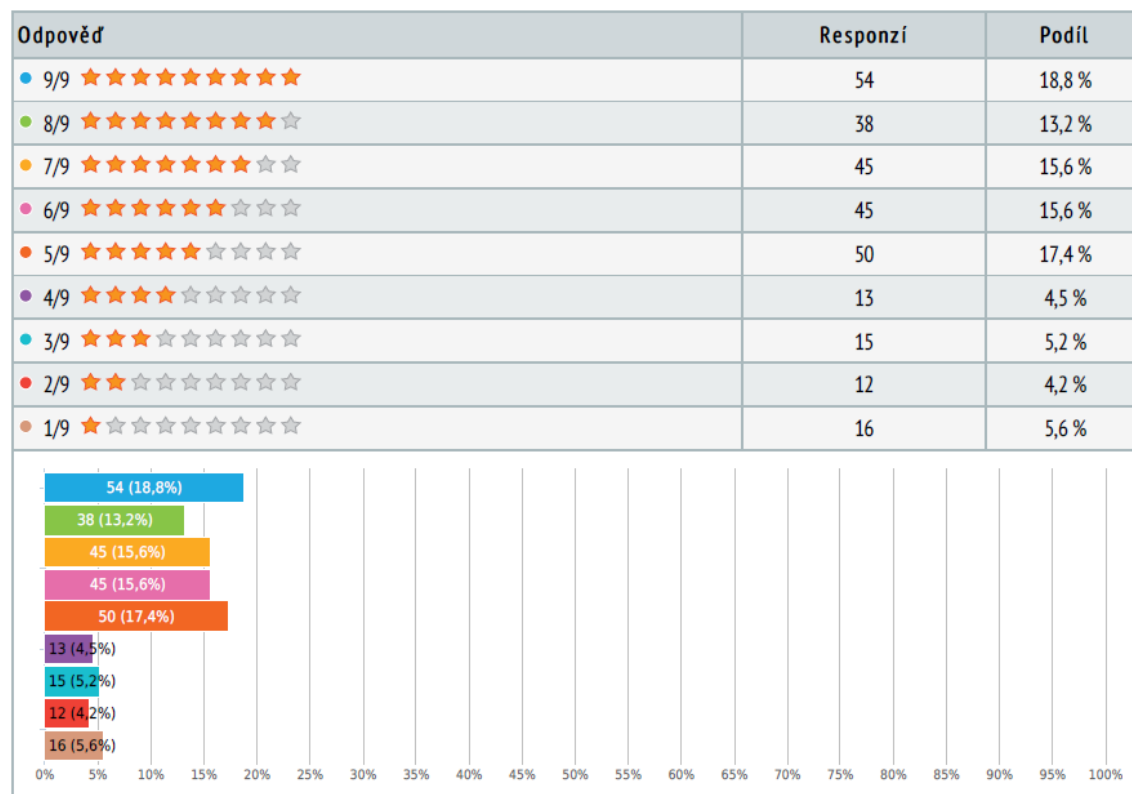 Odpověď Responzí Podíl
9/9 54 18,8 %
8/9 38 13,2 %
7/9 45 15,6 %
6/9 45 15,6 %
5/9 50 17,4 %
4/9 13 4,5 %
3/9 15 5,2 %
2/9 12 4,2 %
1/9 16 5,6 %
54 (18,8%)
38 (13,2%)
45 (15,6%)
45 (15,6%)
50 (17,4%)
13 (4,5%)
15 (5,2%)
12 (4,2%)
16 (5,6%)
0% 5% 10% 15% 20% 25% 30% 35% 40% 45% 50% 55% 60% 65% 70% 75% 80% 85% 90% 95% 100%